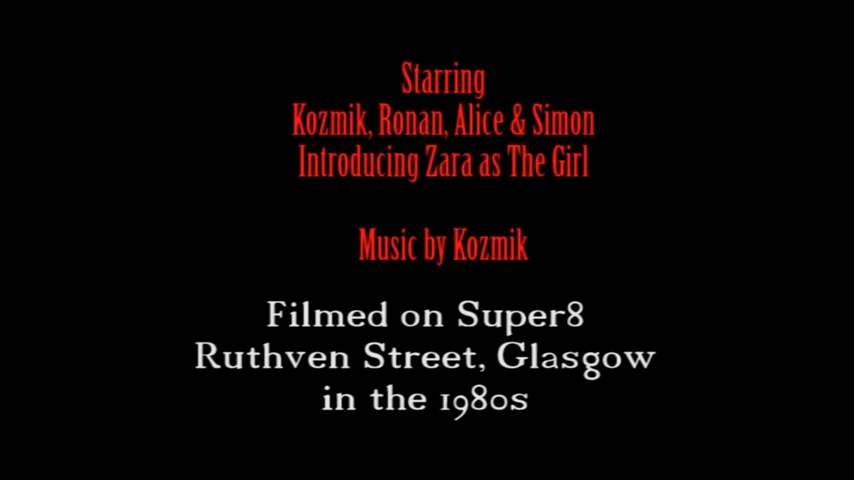 Starring
Kozmik, Ronan, Alice & Simon
Introducing Zara as The Girl
Music by Kozmik
Filmed on Super8
Ruthven Street, Glasgow
in the 1980s